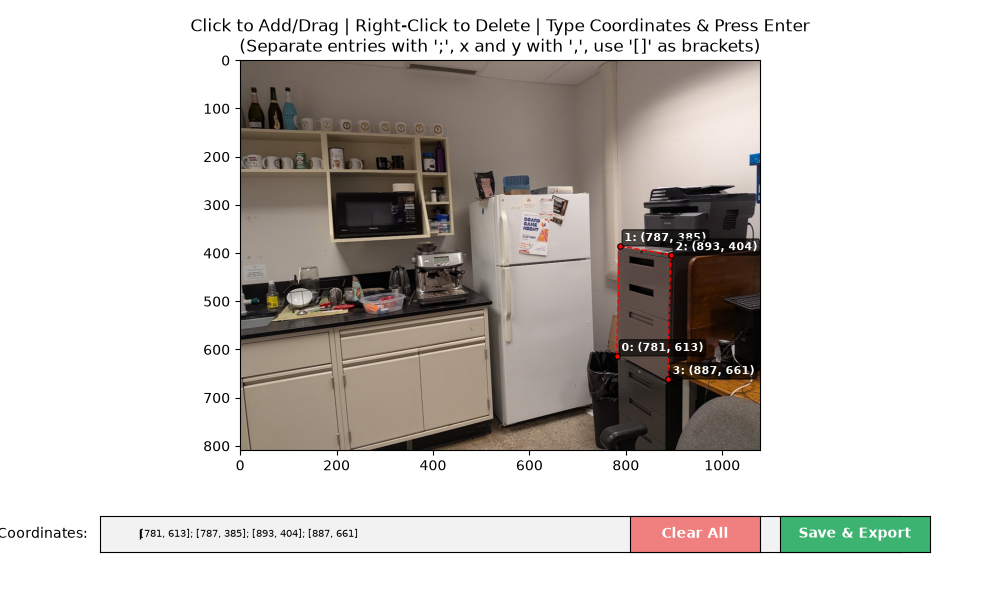 Click to Add/Drag | Right-Click to Delete | Type Coordinates & Press Enter
(Separate entries with ';', x and y with ',', use '[]' as brackets)
0
100
200
300
400
500
600
700
800
0 200 400 600 800 1000
BOARD
GAME
NIGHT
1: (787, 385)
2: (893, 404)
0: (781, 613)
3: (887, 661)
Coordinates:
[781, 613]; [787, 385]; [893, 404]; [887, 661]
Clear All
Save & Export